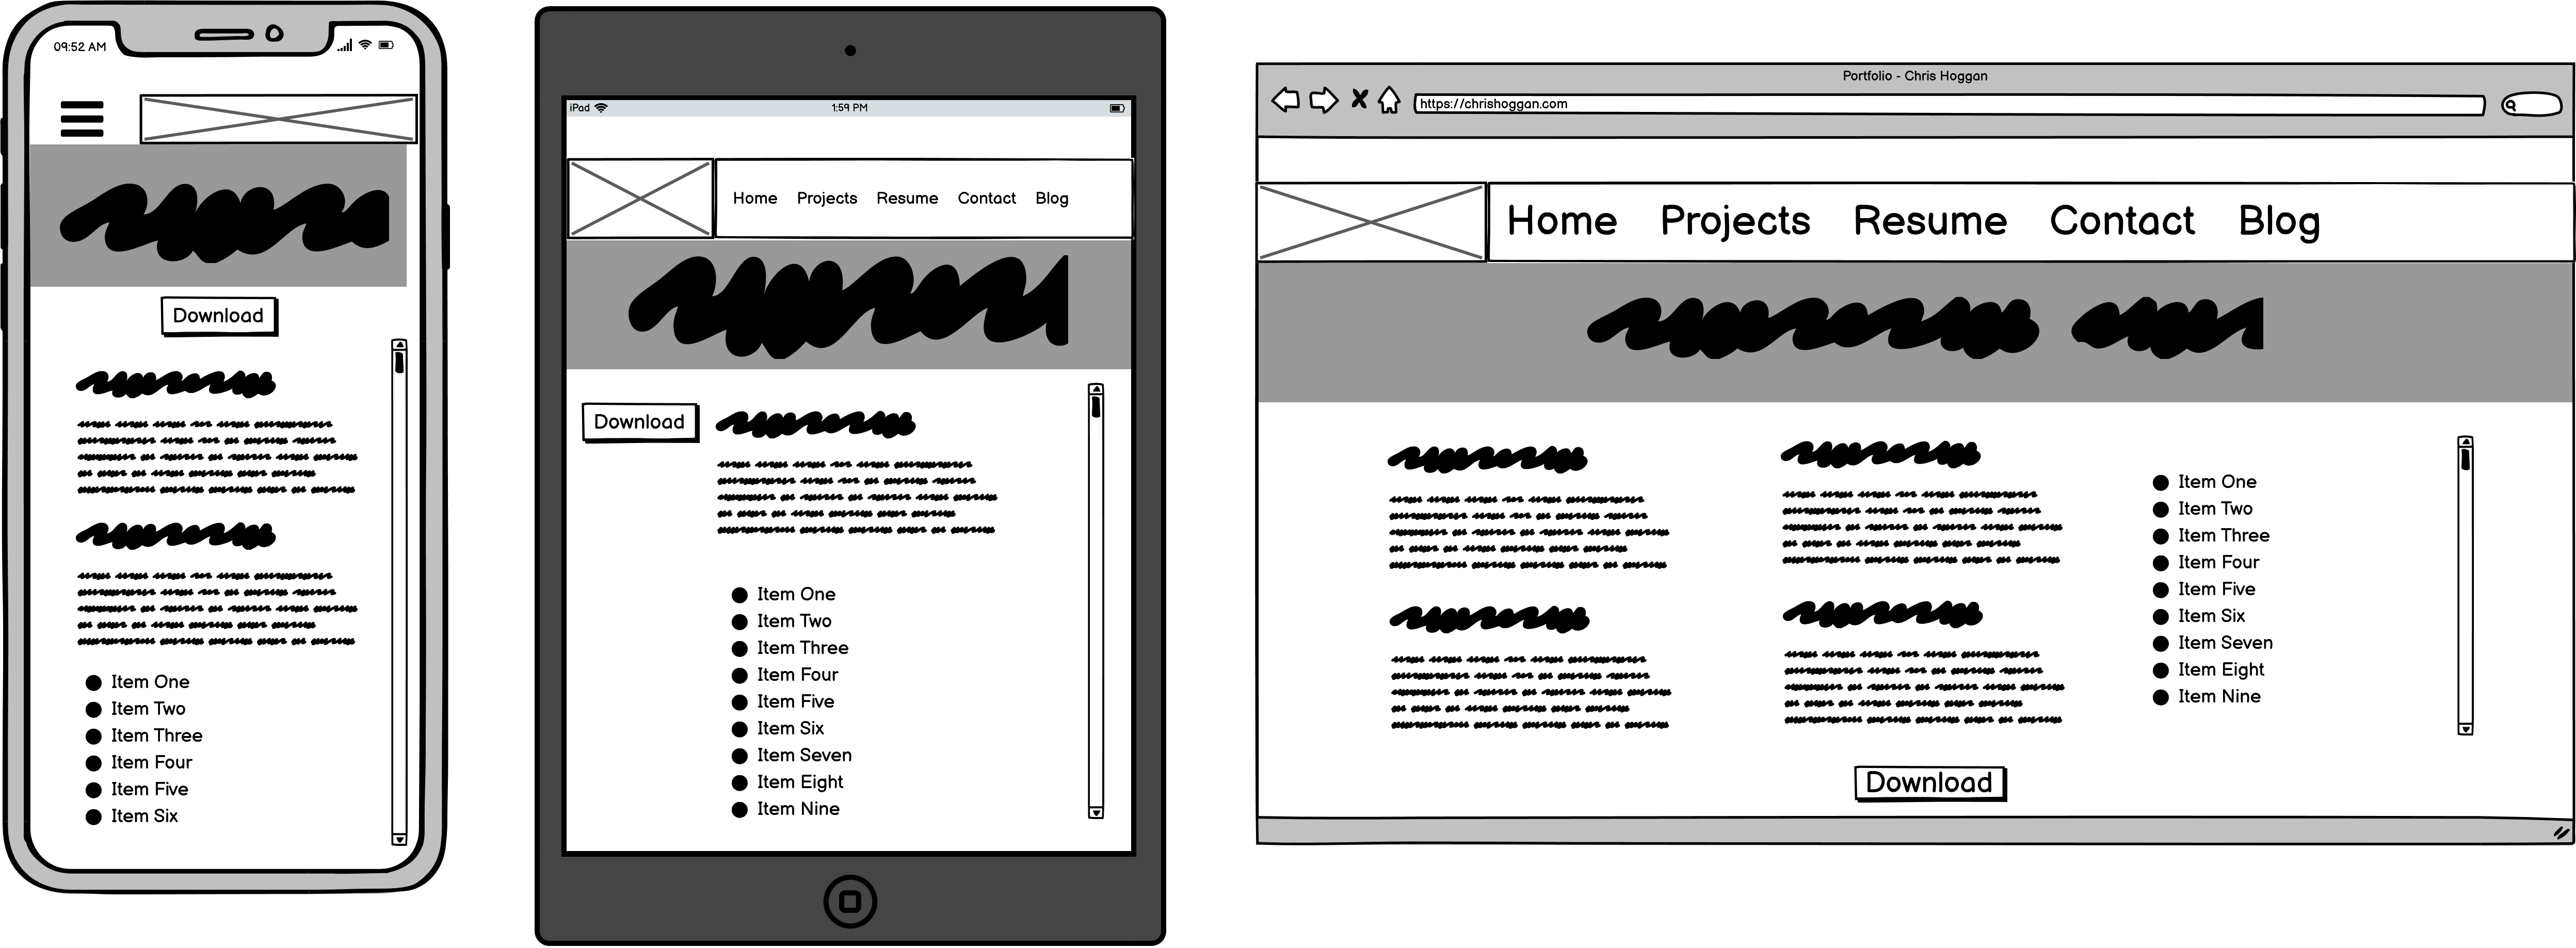 09:52 AM
Download
Item One
Item Two
Item Three
Item Four
Item Five
Item Six
iPad 1:59 PM
Home Projects Resume Contact Blog
Download
Item One
Item Two
Item Three
Item Four
Item Five
Item Six
Item Seven
Item Eight
Item Nine
Portfolio - Chris Hoggan
https://chrishoggan.com
Home Projects Resume Contact Blog
Item One
Item Two
Item Three
Item Four
Item Five
Item Six
Item Seven
Item Eight
Item Nine
Download